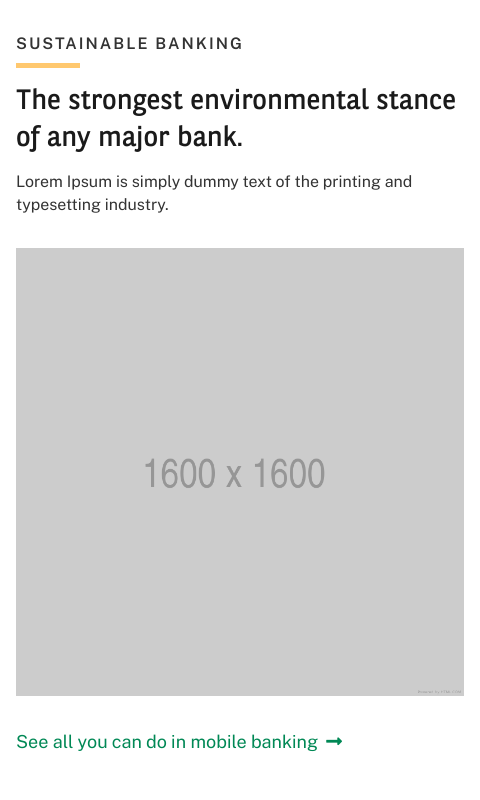 SUSTAINABLE BANKING
The strongest environmental stance
of any major bank.
Lorem Ipsum is simply dummy text of the printing and
typesetting industry.
1600 x 1600
See all you can do in mobile banking →